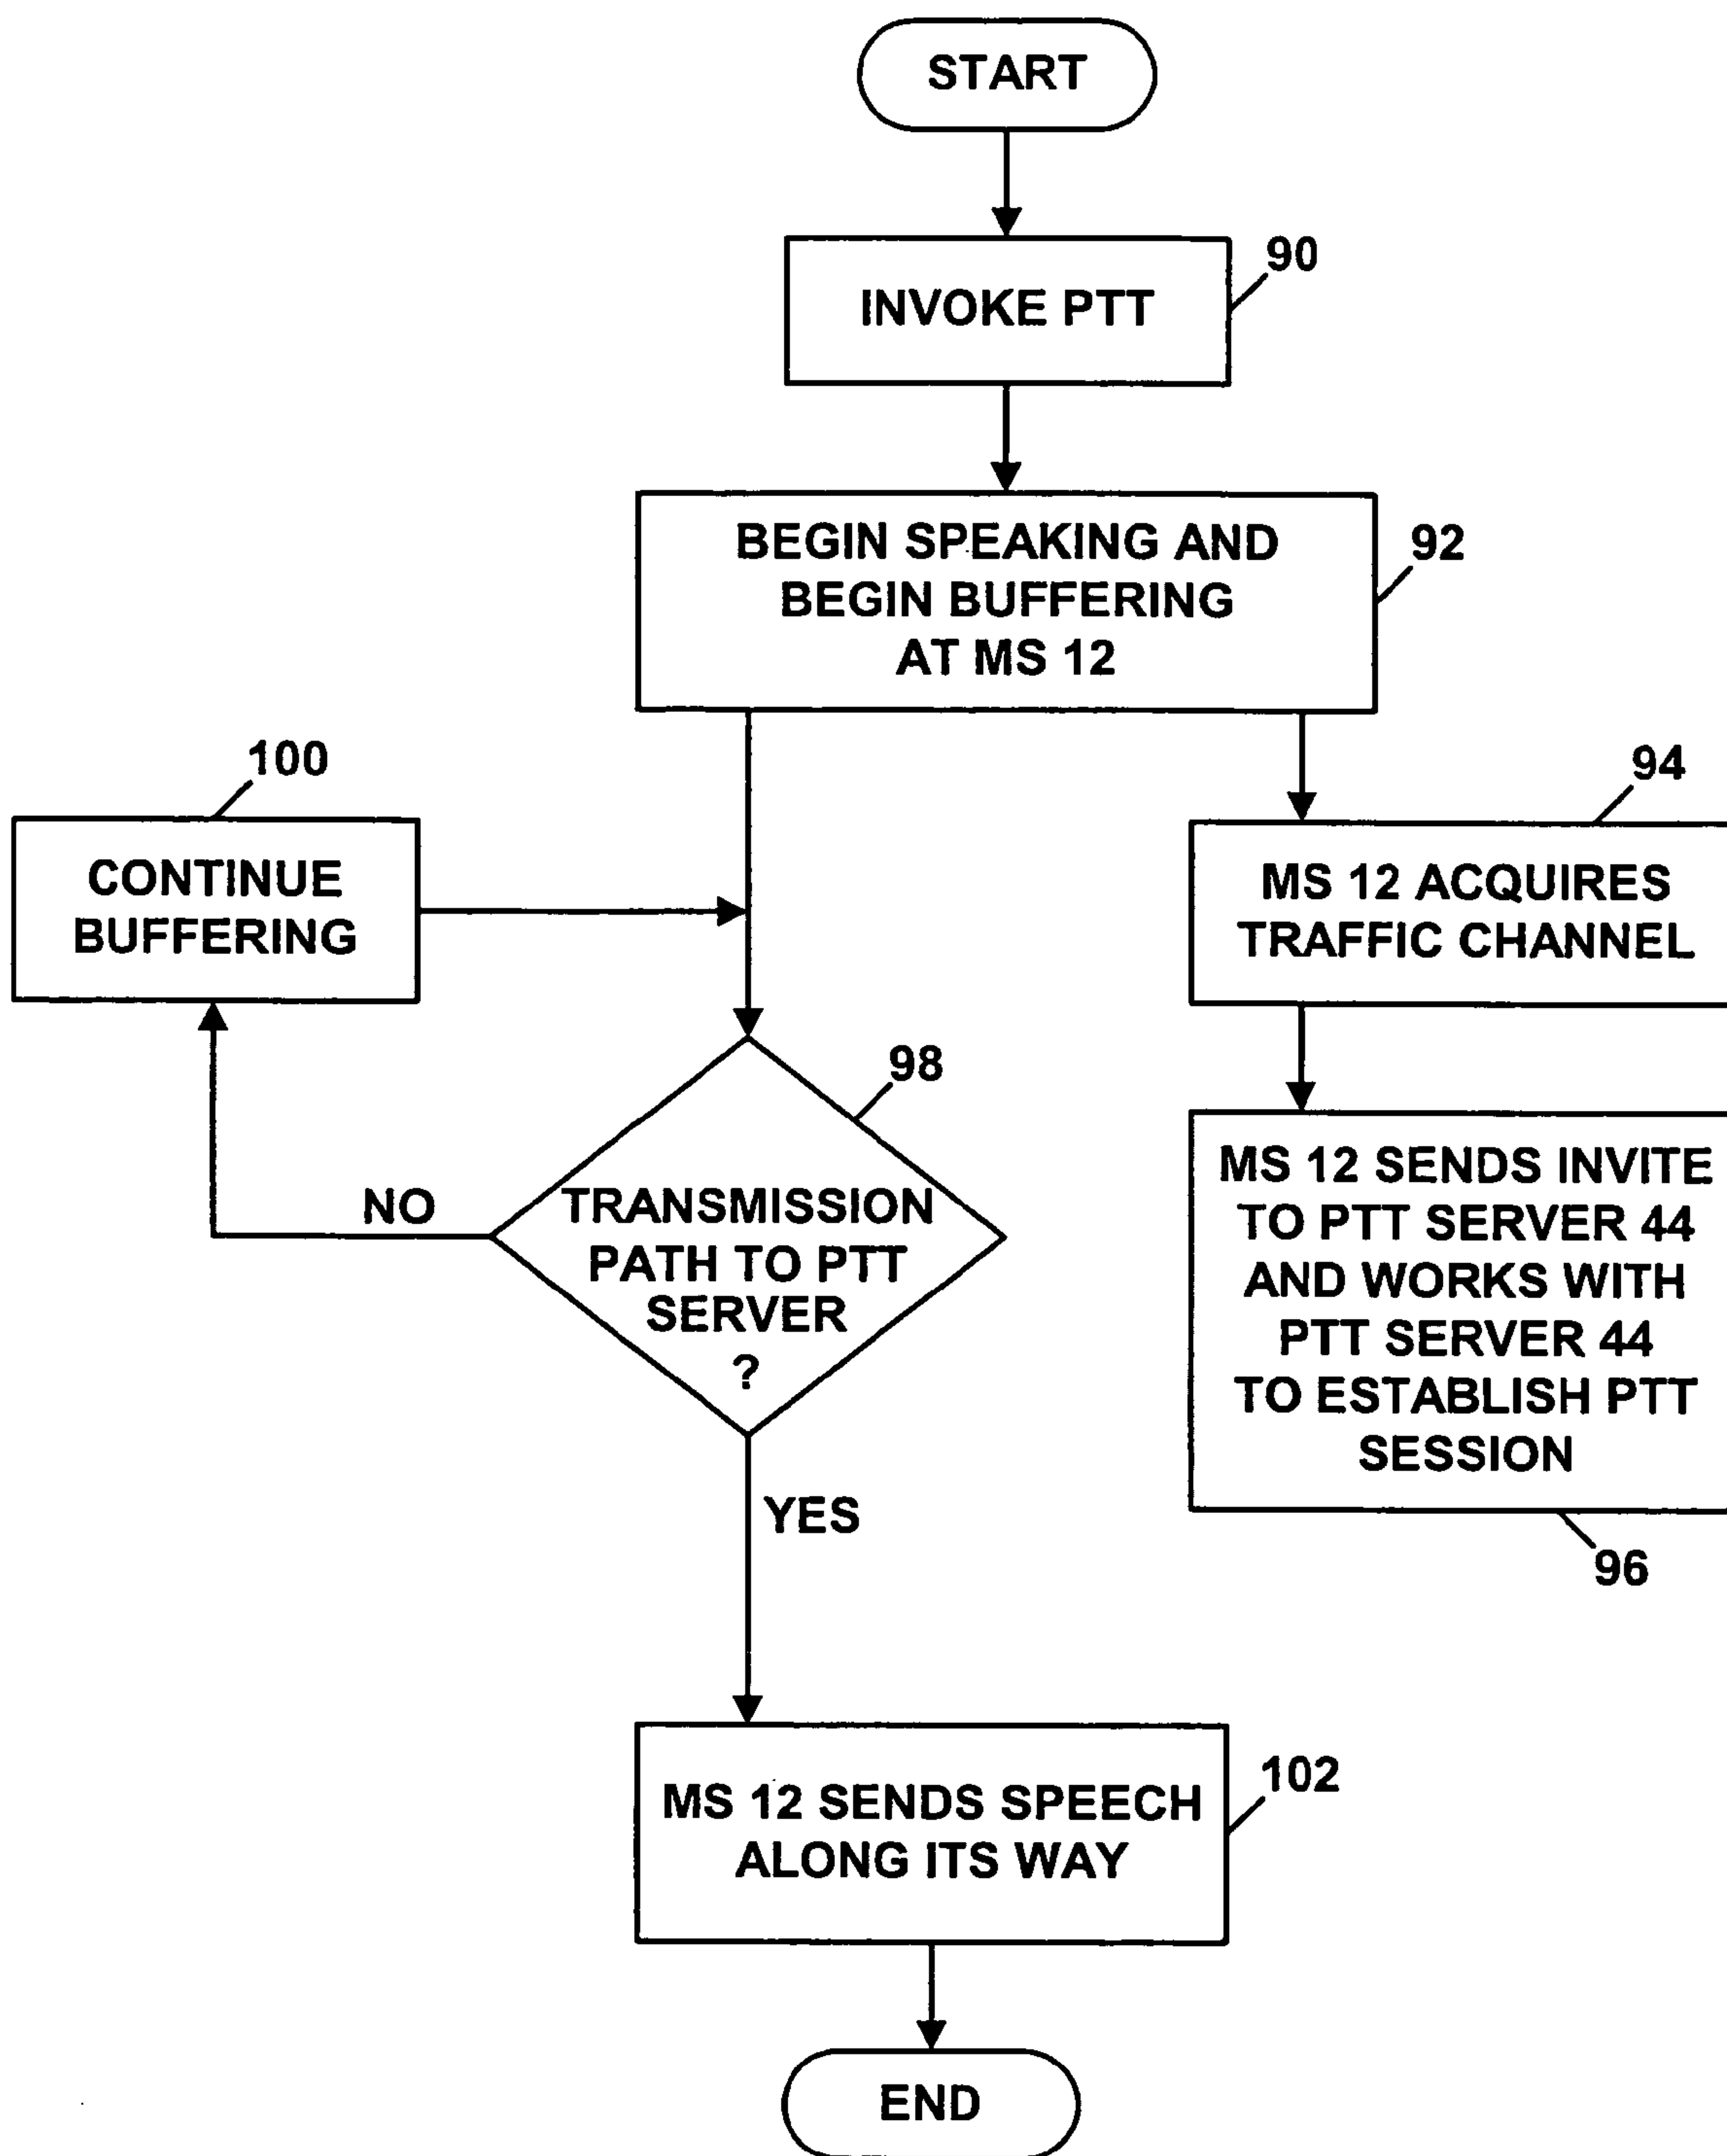 START
INVOKE PTT
90
BEGIN SPEAKING AND
BEGIN BUFFERING
AT MS 12
92
100
CONTINUE
BUFFERING
94
MS 12 ACQUIRES
TRAFFIC CHANNEL
98
TRANSMISSION
PATH TO PTT
SERVER
?
NO
YES
MS 12 SENDS INVITE
TO PTT SERVER 44
AND WORKS WITH
PTT SERVER 44
TO ESTABLISH PTT
SESSION
96
MS 12 SENDS SPEECH
ALONG ITS WAY
102
END